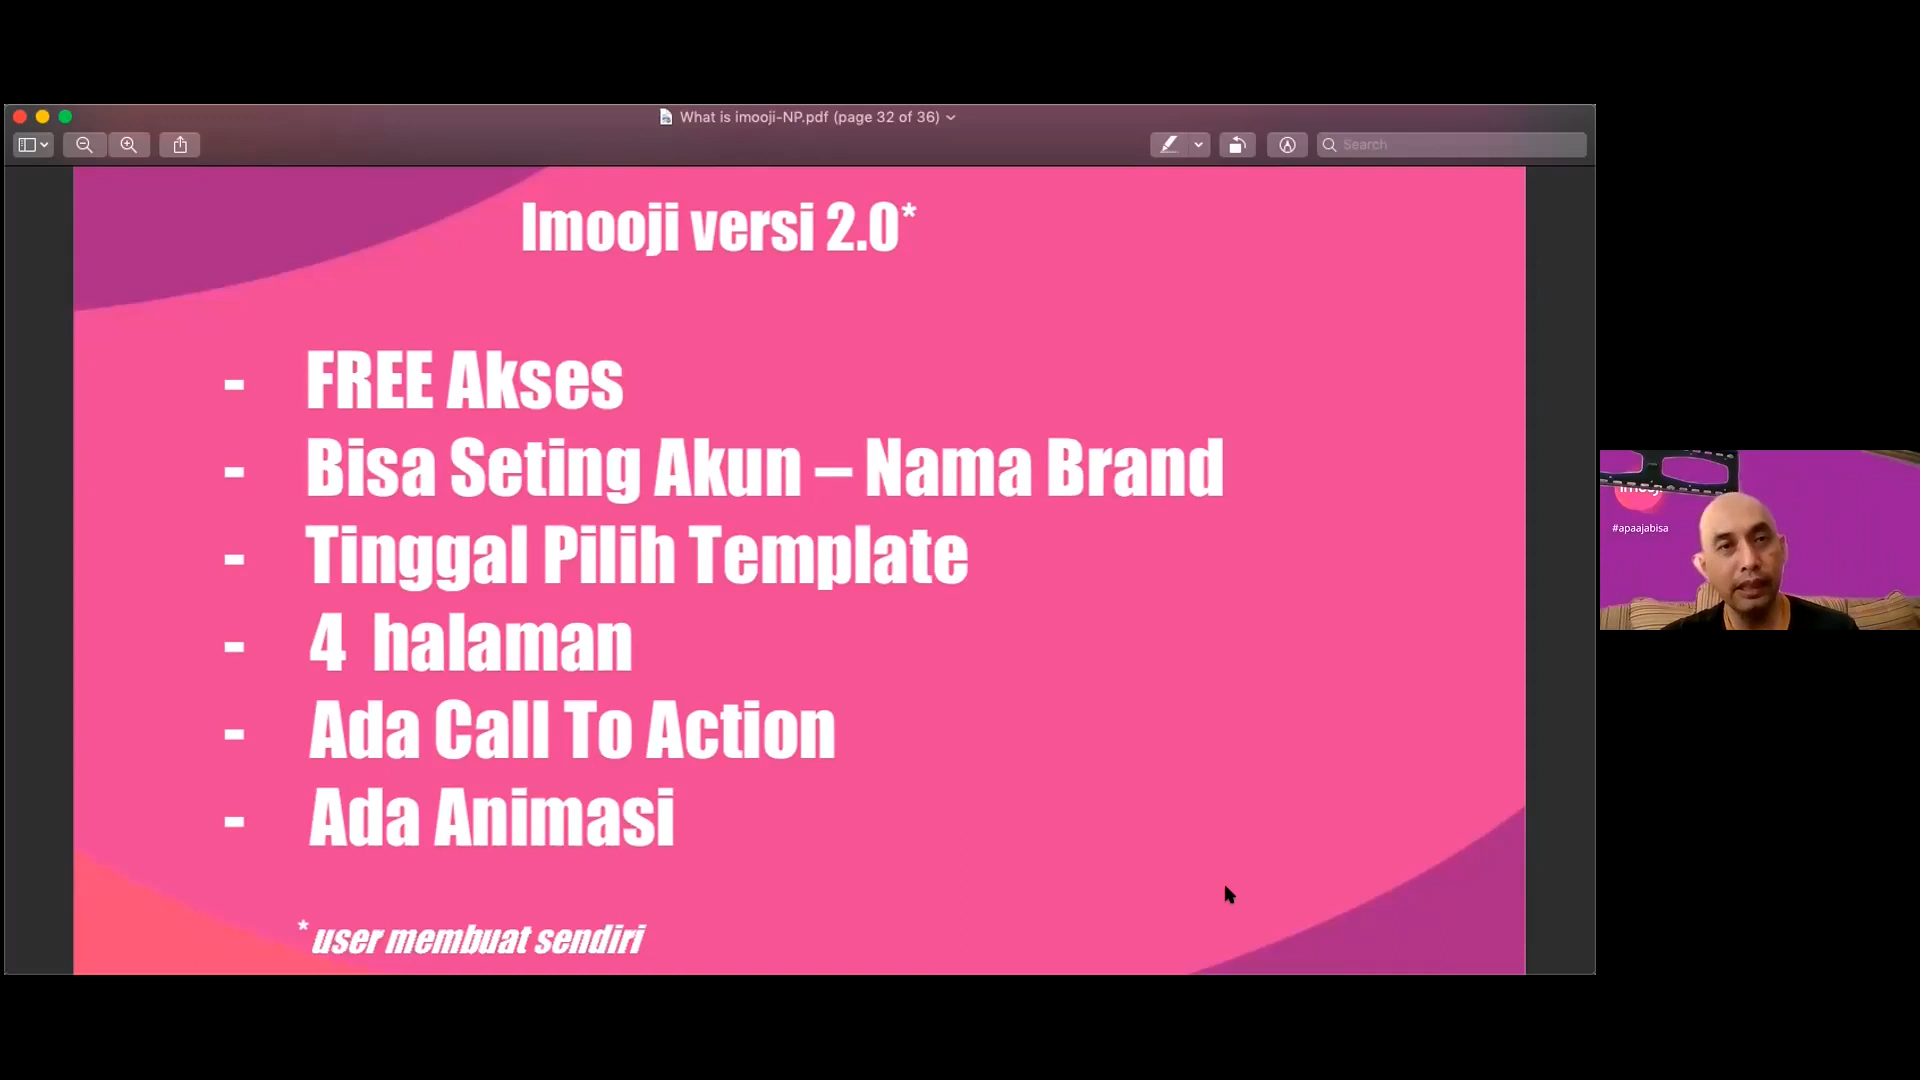 What is imooji-NP.pdf (page 32 of 36)
Search
Imooji versi 2.0*
- FREE Akses
- Bisa Seting Akun – Nama Brand
- Tinggal Pilih Template
- 4 halaman
- Ada Call To Action
- Ada Animasi
* user membuat sendiri
#apaajabisa